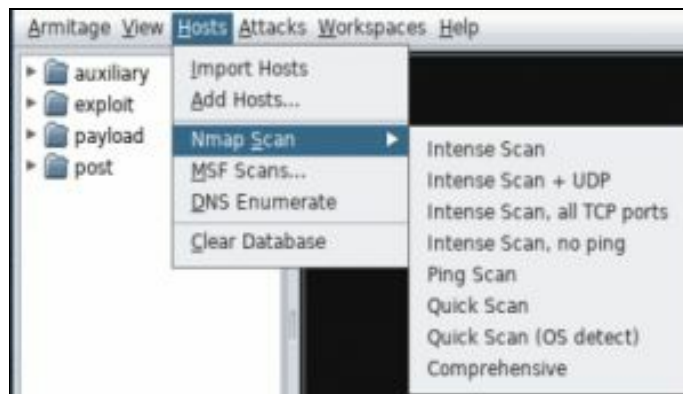 Armitage View Hosts Attacks Workspaces Help
auxiliary
exploit
payload
post
Import Hosts
Add Hosts...
Nmap Scan
MSF Scans...
DNS Enumerate
Clear Database
Intense Scan
Intense Scan + UDP
Intense Scan, all TCP ports
Intense Scan, no ping
Ping Scan
Quick Scan
Quick Scan (OS detect)
Comprehensive